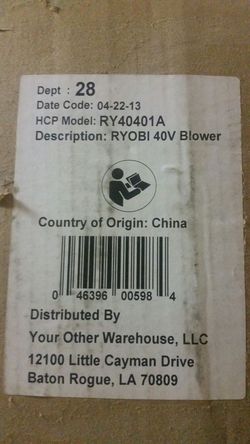 Dept : 28
Date Code: 04-22-13
HCP Model: RY40401A
Description: RYOBI 40V Blower
Country of Origin: China
0 46396 00598 4
Distributed By
Your Other Warehouse, LLC
12100 Little Cayman Drive
Baton Rogue, LA 70809